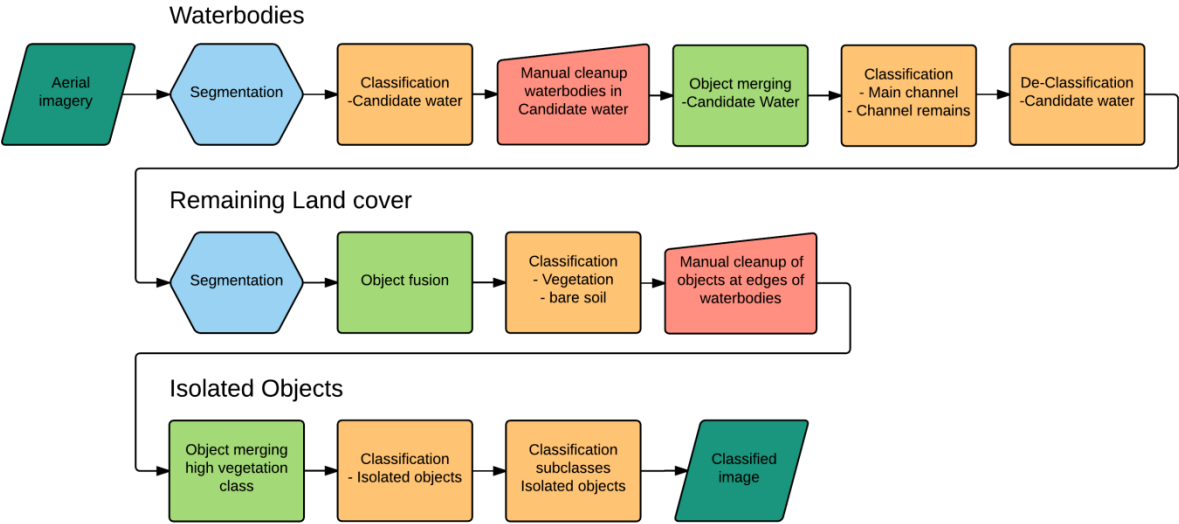 Waterbodies
Aerial
imagery
Segmentation
Classification
-Candidate water
Manual cleanup
waterbodies in
Candidate water
Object merging
-Candidate Water
Classification
- Main channel
- Channel remains
De-Classification
-Candidate water
Remaining Land cover
Segmentation
Object fusion
Classification
- Vegetation
- bare soil
Manual cleanup of
objects at edges of
waterbodies
Isolated Objects
Object merging
high vegetation
class
Classification
- Isolated objects
Classification
subclasses
Isolated objects
Classified
image